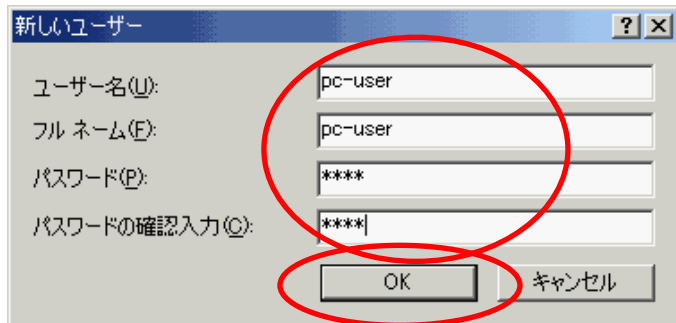 新しいユーザー
ユーザー名(U): pc-user
フル ネーム(F): pc-user
パスワード(P): ****
パスワードの確認入力(C): ****
OK キャンセル